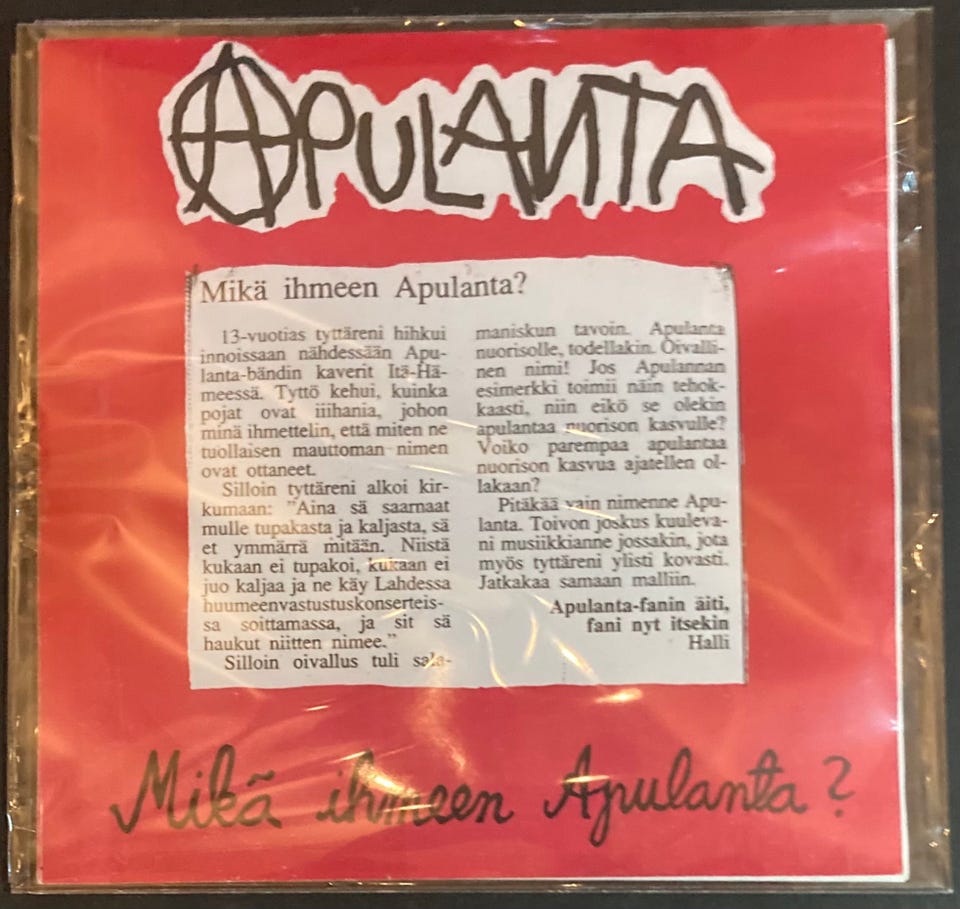 APULANTA
Mikä ihmeen Apulanta?
13-vuotias tyttäreni hihkui
innoissaan nähdessään Apu-
lanta-bändin kaverit Itä-Hä-
meessä. Tyttö kehui, kuinka
pojat ovat iiihania, johon
minä ihmettelin, että miten ne
tuollaisen mauttoman nimen
ovat ottaneet.
Silloin tyttäreni alkoi kir-
kumaan: "Aina sä saarnaat
mulle tupakasta ja kaljasta, sä
et ymmärrä mitään. Niistä
kukaan ei tupakoi, kukaan ei
juo kaljaa ja ne käy Lahdessa
huumeenvastustuskonserteis-
sa soittamassa, ja sit sä
haukut niitten nimee."
Silloin oivallus tuli sala-
maniskun tavoin. Apulanta
nuorisolle, todellakin. Oivalli-
nen nimi! Jos Apulannan
esimerkki toimii näin tehok-
kaasti, niin eikö se olekin
apulantaa nuorison kasvulle?
Voiko parempaa apulantaa
nuorison kasvua ajatellen ol-
lakaan?
Pitäkää vain nimenne Apu-
lanta. Toivon joskus kuuleva-
ni musiikkianne jossakin, jota
myös tyttäreni ylisti kovasti.
Jatkakaa samaan malliin.
Apulanta-fanin äiti,
fani nyt itsekin
Halli
Mikä ihmeen Apulanta?